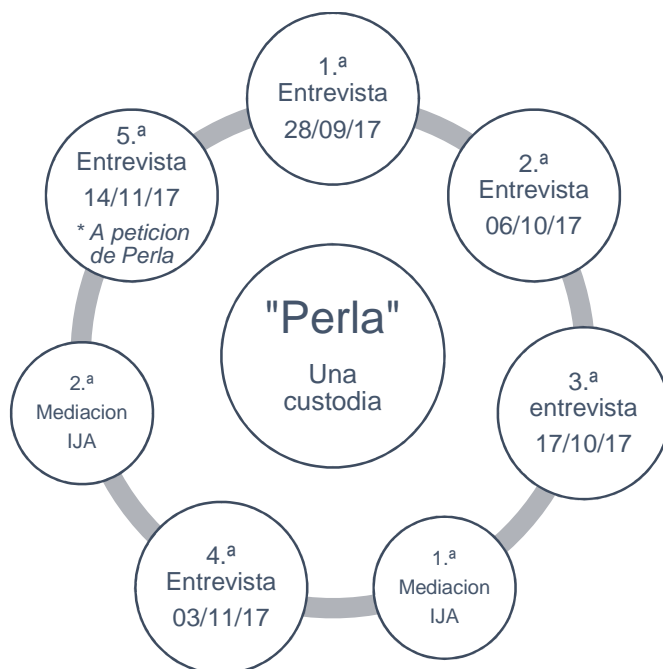 1.ª
Entrevista
28/09/17
2.ª
Entrevista
06/10/17
3.ª
entrevista
17/10/17
1.ª
Mediacion
IJA
4.ª
Entrevista
03/11/17
2.ª
Mediacion
IJA
5.ª
Entrevista
14/11/17
* A peticion
de Perla
"Perla"
Una
custodia